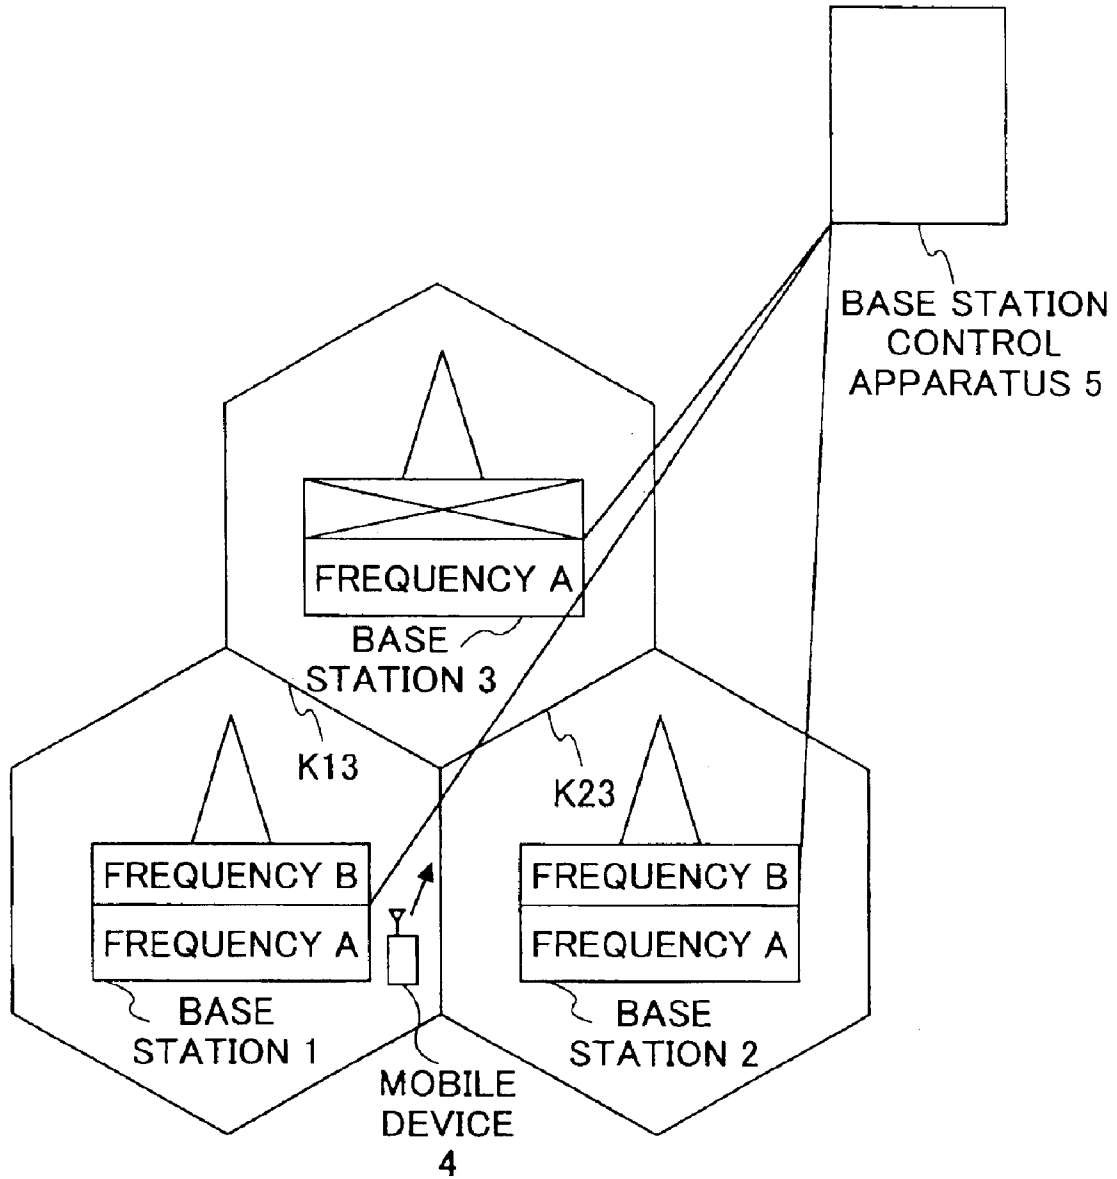 BASE STATION
CONTROL
APPARATUS 5
FREQUENCY A
BASE
STATION 3
K13
K23
FREQUENCY B
FREQUENCY A
BASE
STATION 1
FREQUENCY B
FREQUENCY A
BASE
STATION 2
MOBILE
DEVICE
4